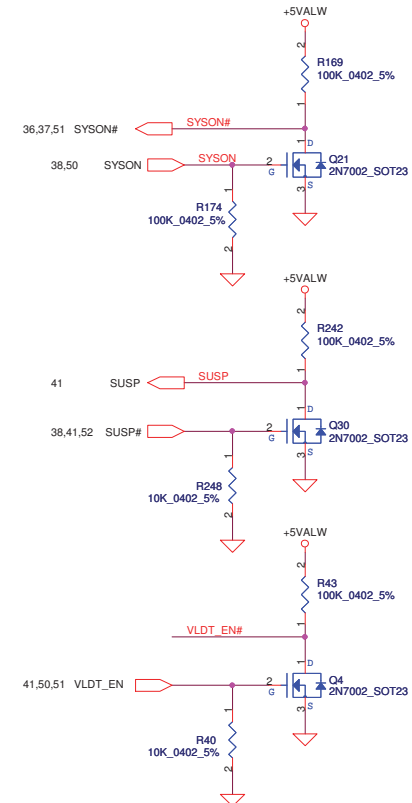 +5VALW
2
R169
100K_0402_5%
1
36,37,51 SYSON# SYSON#
1 D
38,50 SYSON SYSON 2 G
Q21
2N7002_SOT23
3 S
1
R174
100K_0402_5%
2
+5VALW
2
R242
100K_0402_5%
1
41 SUSP SUSP
1 D
38,41,52 SUSP# 2 G
Q30
2N7002_SOT23
3 S
1
R248
10K_0402_5%
2
+5VALW
2
R43
100K_0402_5%
1
VLDT_EN#
1 D
41,50,51 VLDT_EN 2 G
Q4
2N7002_SOT23
3 S
1
R40
10K_0402_5%
2